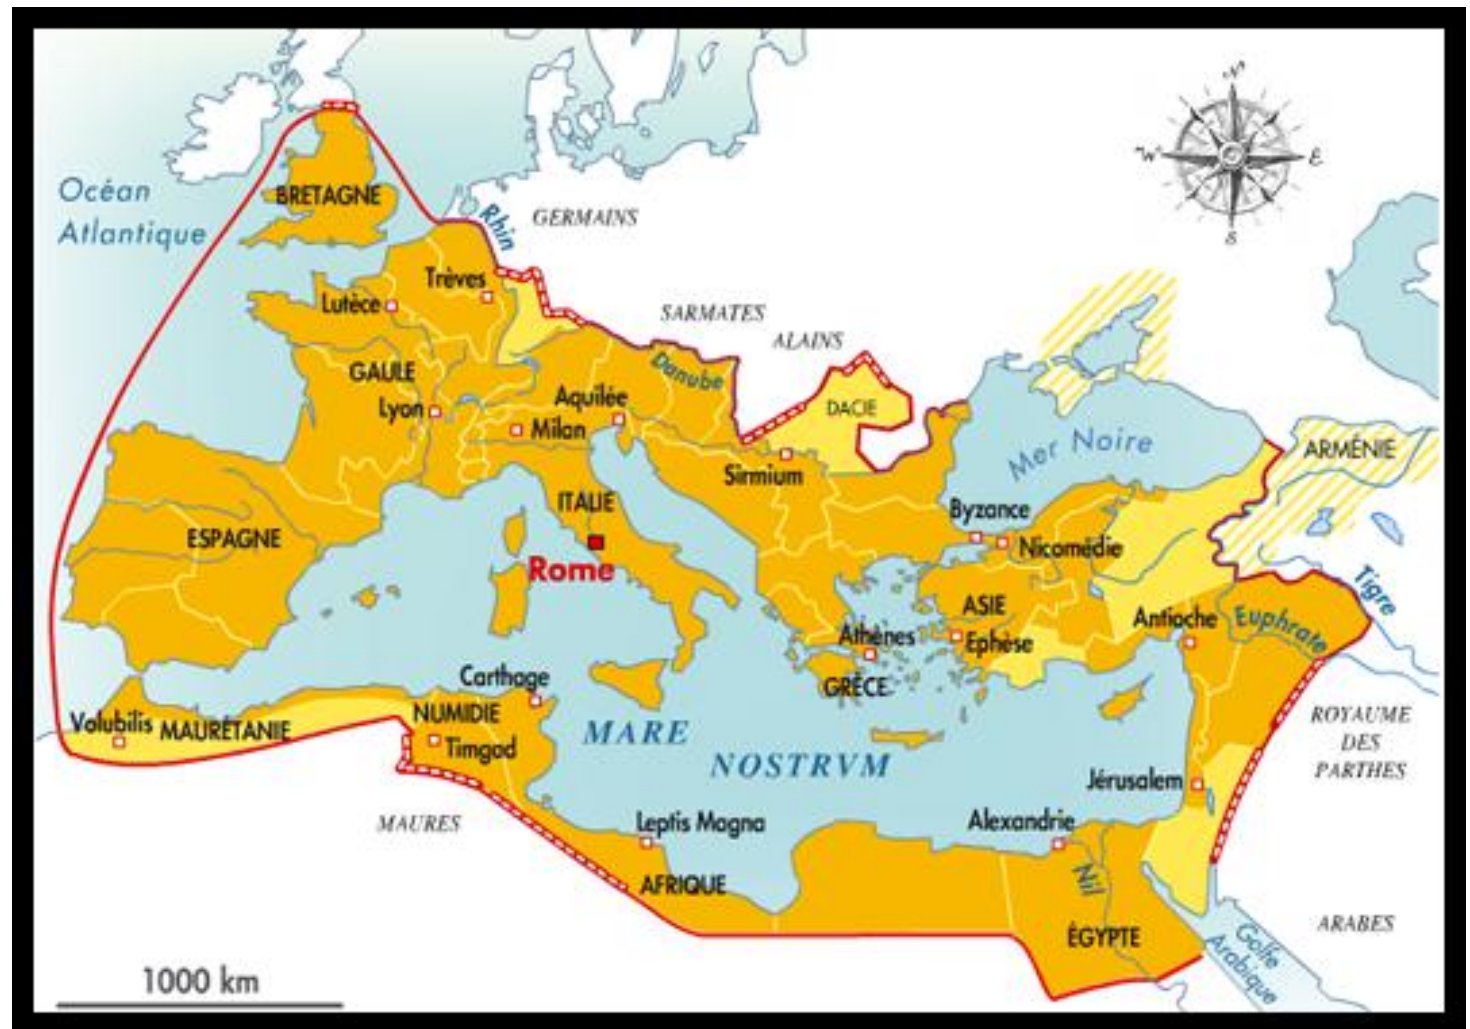 N
W
E
S
Océan
Atlantique
BRETAGNE
Rhin
GERMAINS
Trèves
Lutèce
SARMATES
ALAINS
Danube
GAULE
Lyon
Aquilée
Milan
DACIE
Sirmium
Mer Noire
ARMÉNIE
ITALIE
Rome
ESPAGNE
Byzance
Nicomédie
Tigre
ASIE
Antioche
Euphrate
Athènes
Ephèse
GRÈCE
Carthage
Volubilis
MAURÉTANIE
NUMIDIE
Timgad
MARE
NOSTRVM
ROYAUME
DES
PARTHES
Jérusalem
MAURES
Leptis Magna
Alexandrie
AFRIQUE
Nil
ÉGYPTE
ARABES
Golfe
Arabique
1000 km